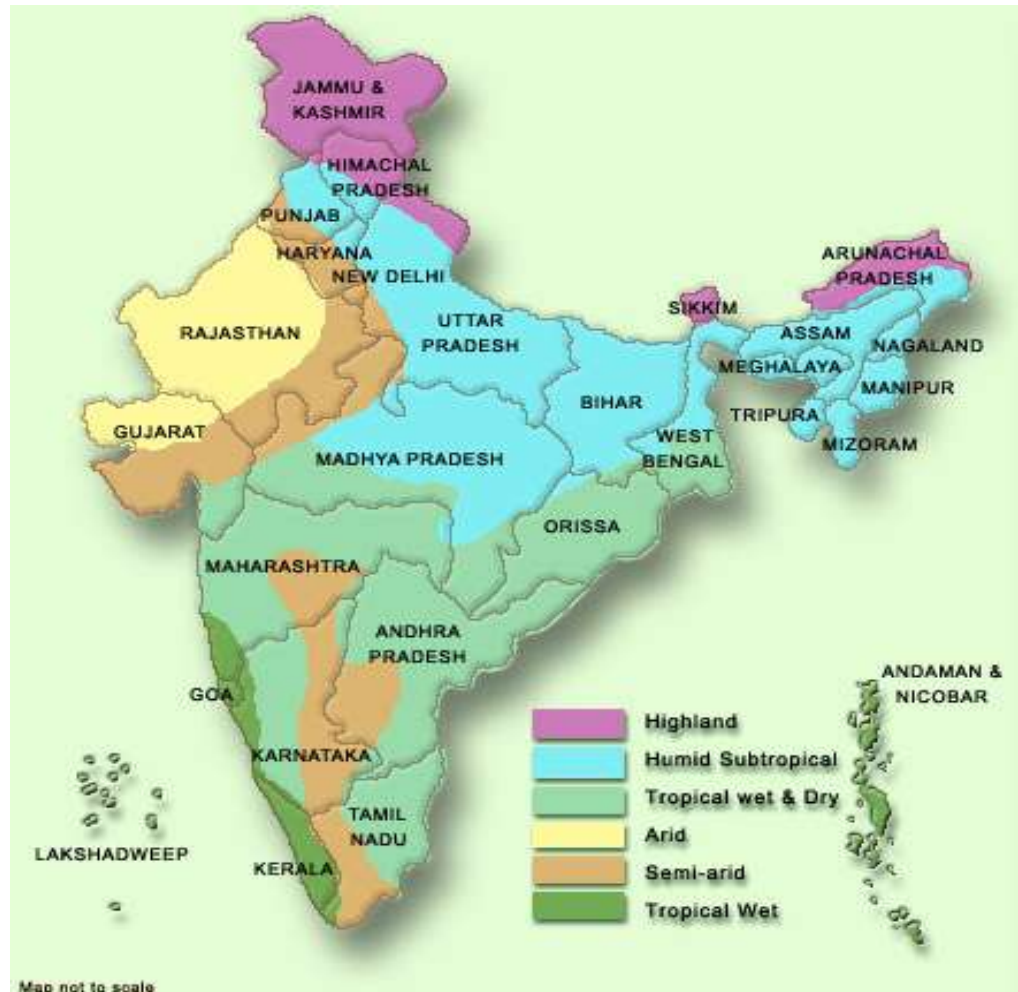 JAMMU &
KASHMIR
HIMACHAL
PRADESH
PUNJAB
HARYANA
NEW DELHI
ARUNACHAL
PRADESH
SIKKIM
RAJASTHAN
UTTAR
PRADESH
ASSAM
NAGALAND
MEGHALAYA
MANIPUR
BIHAR
TRIPURA
GUJARAT
MADHYA PRADESH
WEST
BENGAL
MIZORAM
ORISSA
MAHARASHTRA
ANDHRA
PRADESH
ANDAMAN &
NICOBAR
GOA
Highland
KARNATAKA
Humid Subtropical
Tropical wet & Dry
TAMIL
NADU
Arid
LAKSHADWEEP
KERALA
Semi-arid
Tropical Wet
Map not to scale